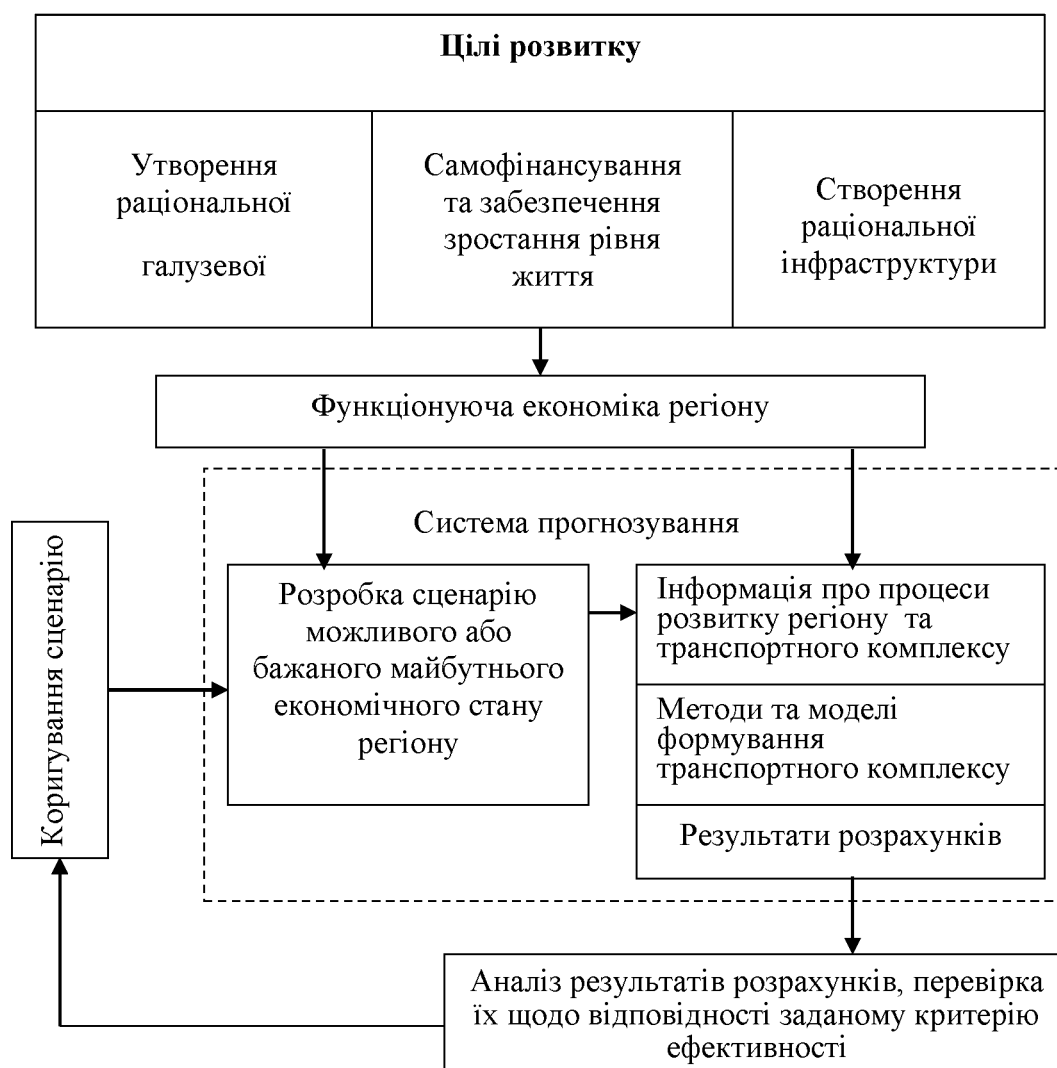 Цілі розвитку
Утворення
раціональної
галузевої
Самофінансування
та забезпечення
зростання рівня
життя
Створення
раціональної
інфраструктури
Функціонуюча економіка регіону
Система прогнозування
Коригування сценарію
Розробка сценарію
можливого або
бажаного майбутнього
економічного стану
регіону
Інформація про процеси
розвитку регіону та
транспортного комплексу
Методи та моделі
формування
транспортного комплексу
Результати розрахунків
Аналіз результатів розрахунків, перевірка
їх щодо відповідності заданому критерію
ефективності